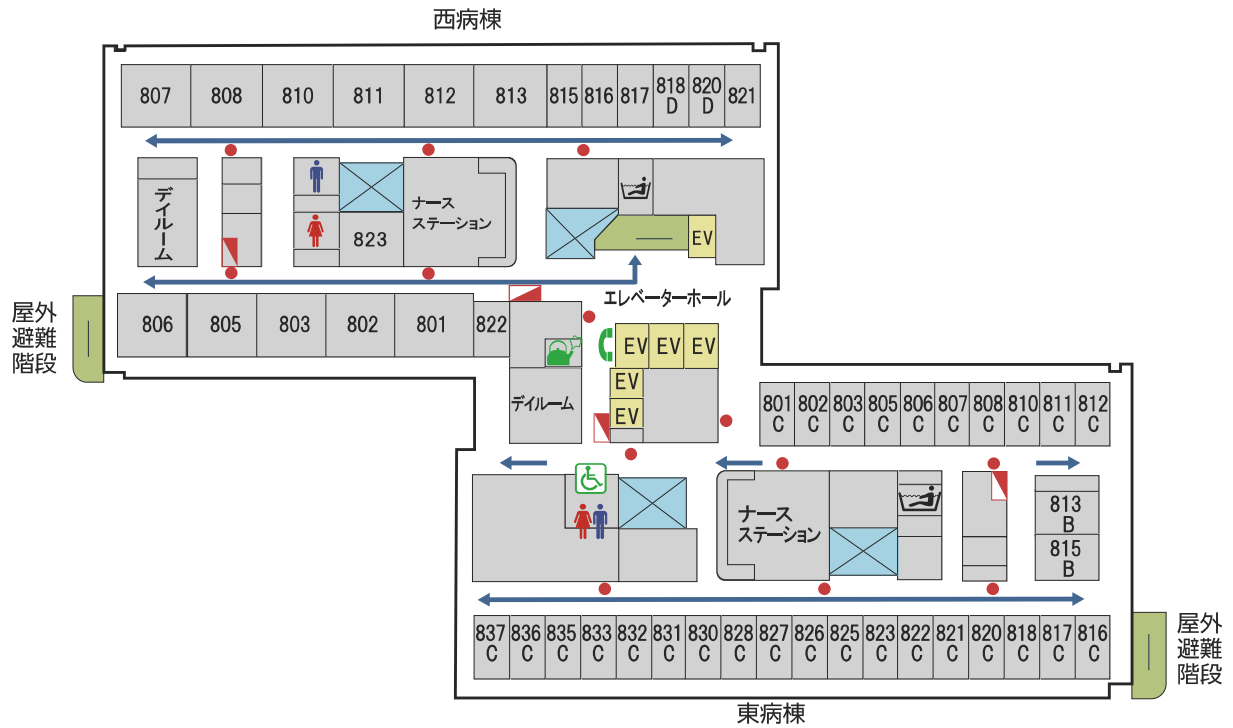 西病棟
807 808 810 811 812 813 815 816 817 818 820 821
D D
デイルーム
ナース
ステーション
823
EV
屋外
避難
階段
806 805 803 802 801 822
エレベーターホール
EV EV EV
EV
EV
デイルーム
801 802 803 805 806 807 808 810 811 812
C C C C C C C C C C
ナース
ステーション
813
B
815
B
837 836 835 833 832 831 830 828 827 826 825 823 822 821 820 818 817 816
C C C C C C C C C C C C C C C C C C
屋外
避難
階段
東病棟